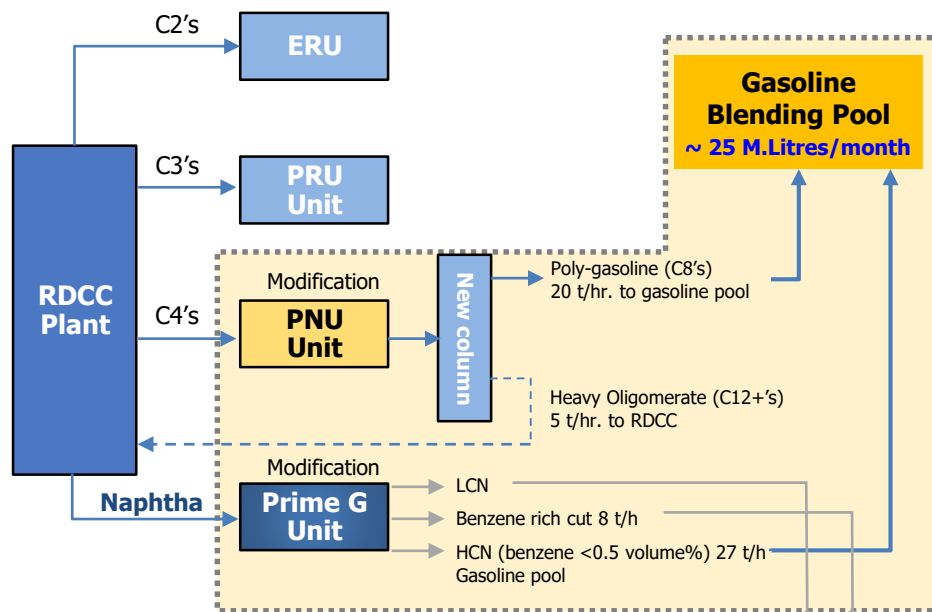 C2's
ERU
Gasoline
Blending Pool
~ 25 M.Litres/month
C3's
PRU
Unit
RDCC
Plant
Modification
C4's
PNU
Unit
New column
Poly-gasoline (C8's)
20 t/hr. to gasoline pool
Heavy Oligomerate (C12+'s)
5 t/hr. to RDCC
Modification
Naphtha
Prime G
Unit
LCN
Benzene rich cut 8 t/h
HCN (benzene <0.5 volume%) 27 t/h
Gasoline pool